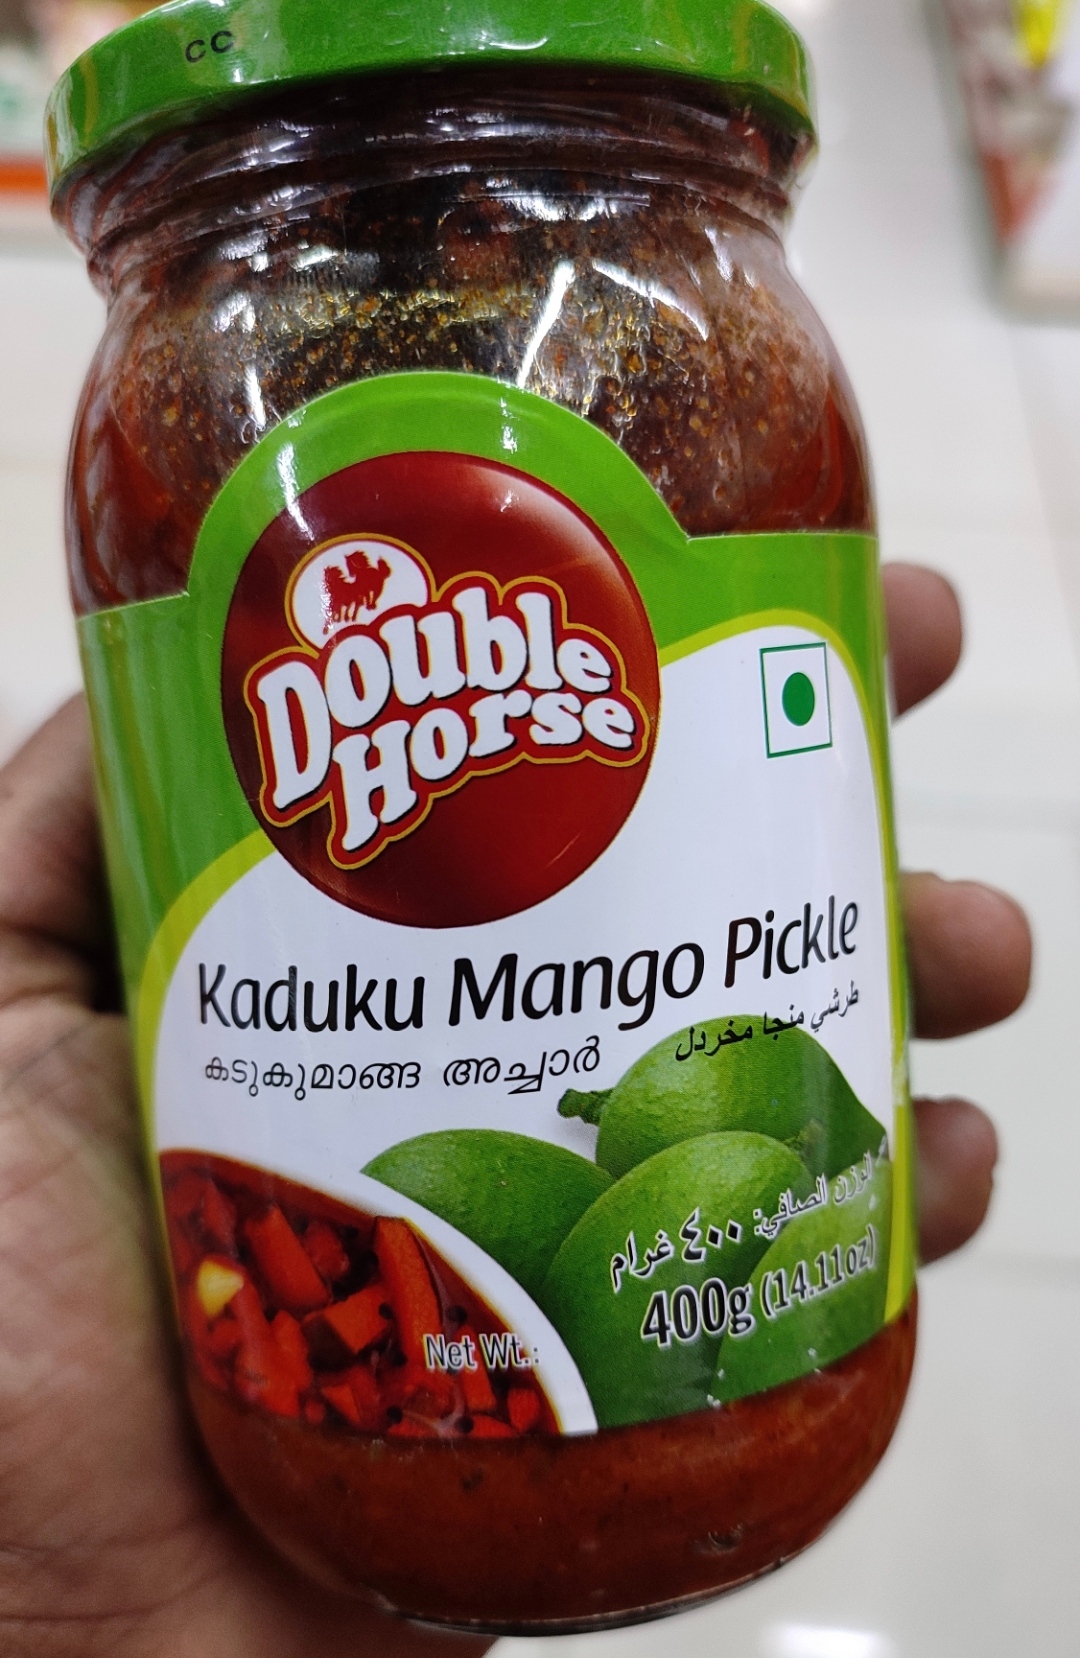 CC
Double
Horse
Kaduku Mango Pickle
കടുകുമാങ്ങ അച്ചാർ
طرشي منجا مخردل
الوزن الصافي: ٤٠٠ غرام
Net Wt.: 400g (14.11oz)